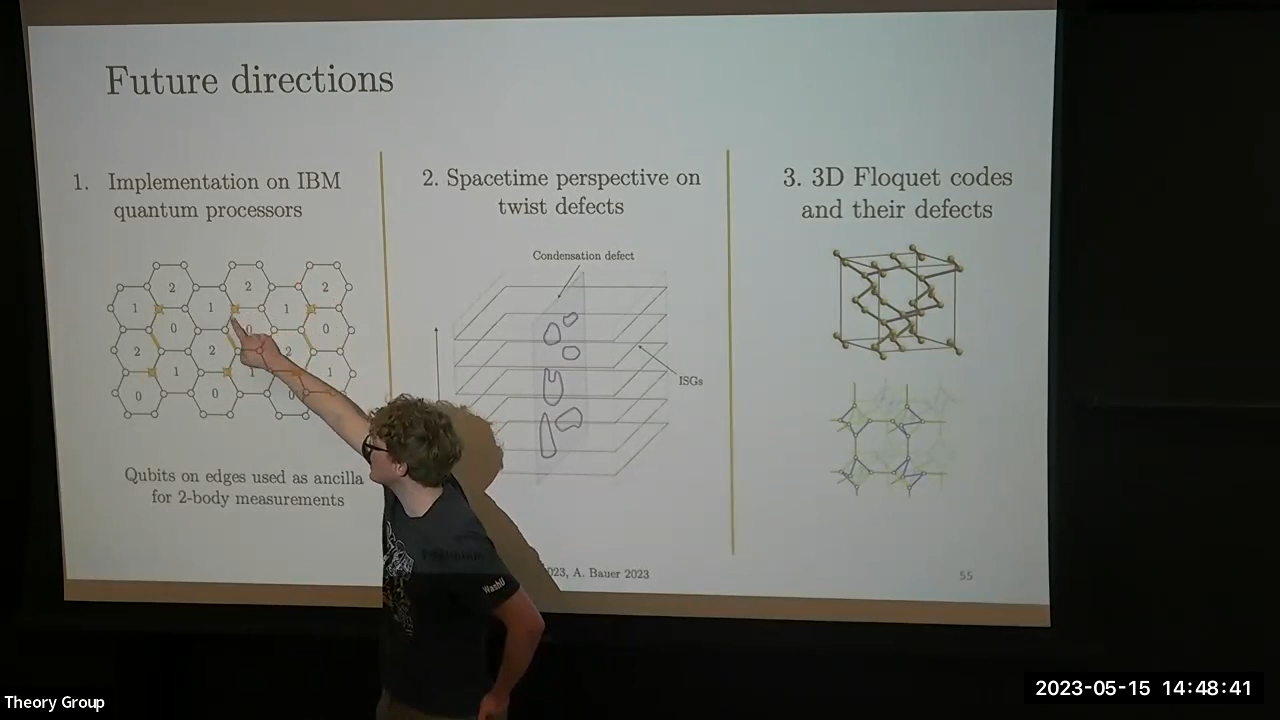 Future directions
1. Implementation on IBM
quantum processors
2 2 2
1 1 1
0 0 0
2 2 2
1 1 1
0 0 0
Qubits on edges used as ancilla
for 2-body measurements
2. Spacetime perspective on
twist defects
Condensation defect
ISGs
023, A. Bauer 2023
3. 3D Floquet codes
and their defects
55
WashU
Theory Group
2023-05-15 14:48:41